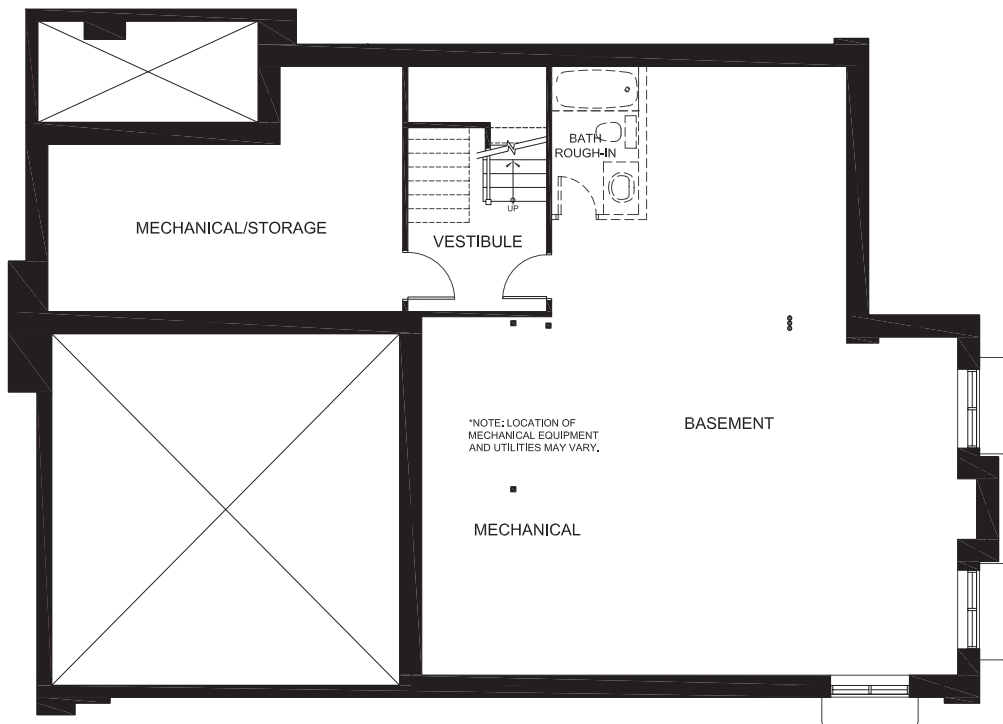 BATH
ROUGH-IN
UP
MECHANICAL/STORAGE
VESTIBULE
*NOTE: LOCATION OF
MECHANICAL EQUIPMENT
AND UTILITIES MAY VARY.
BASEMENT
MECHANICAL